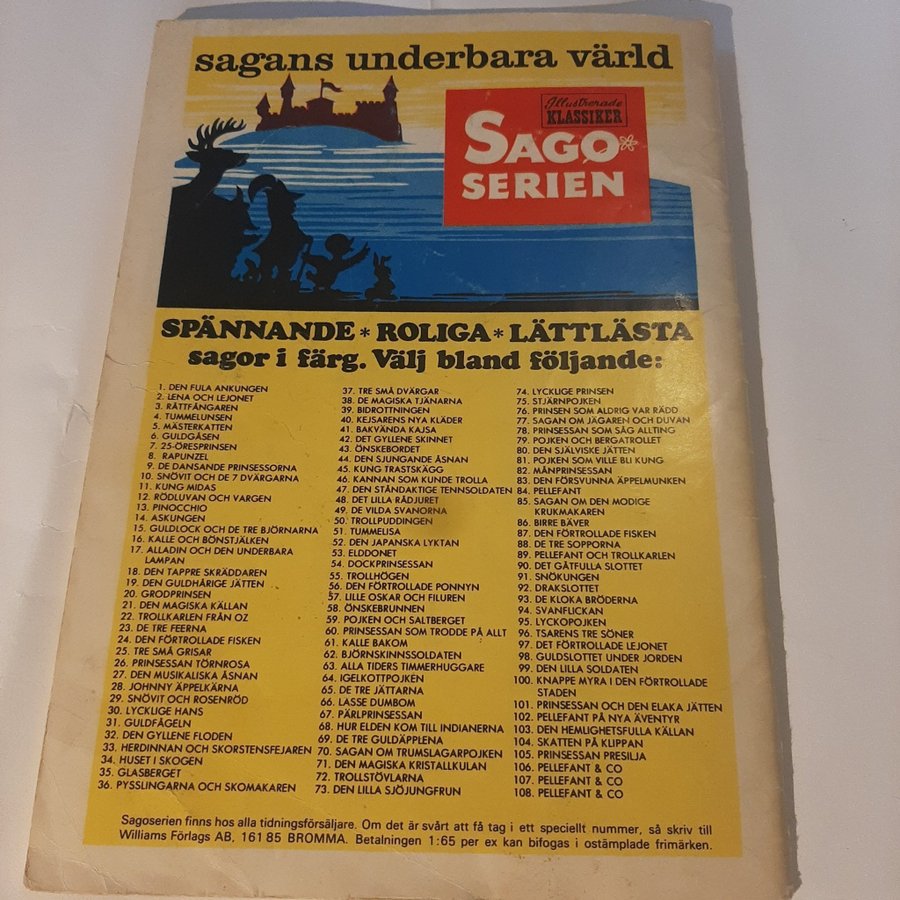 sagans underbara värld
Illustrerade
KLASSIKER
SAGO
SERIEN
SPÄNNANDE * ROLIGA * LÄTTLÄSTA
sagor i färg. Välj bland följande:
1. DEN FULA ANKUNGEN
2. LENA OCH LEJONET
3. RÅTTFÅNGAREN
4. TUMMELUNSEN
5. MÄSTERKATTEN
6. GULDGÅSEN
7. 25-ÖRESPRINSEN
8. RAPUNZEL
9. DE DANSANDE PRINSESSORNA
10. SNÖVIT OCH DE 7 DVÄRGARNA
11. KUNG MIDAS
12. RÖDLUVAN OCH VARGEN
13. PINOCCHIO
14. ASKUNGEN
15. GULDLOCK OCH DE TRE BJÖRNARNA
16. KALLE OCH BÖNSTJÄLKEN
17. ALLADIN OCH DEN UNDERBARA
LAMPAN
18. DEN TAPPRE SKRÄDDAREN
19. DEN GULDHÅRIGE JÄTTEN
20. GRODPRINSEN
21. DEN MAGISKA KÄLLAN
22. TROLLKARLEN FRÅN OZ
23. DE TRE FEERNA
24. DEN FÖRTROLLADE FISKEN
25. TRE SMÅ GRISAR
26. PRINSESSAN TÖRNROSA
27. DEN MUSIKALISKA ÅSNAN
28. JOHNNY ÄPPELKÄRNA
29. SNÖVIT OCH ROSENRÖD
30. LYCKLIGE HANS
31. GULDFÅGELN
32. DEN GYLLENE FLODEN
33. HERDINNAN OCH SKORSTENSFEJAREN
34. HUSET I SKOGEN
35. GLASBERGET
36. PYSSLINGARNA OCH SKOMAKAREN
37. TRE SMÅ DVÄRGAR
38. DE MAGISKA TJÄNARNA
39. BIDROTTNINGEN
40. KEJSARENS NYA KLÄDER
41. BAKVÄNDA KAJSA
42. DET GYLLENE SKINNET
43. ÖNSKEBORDET
44. DEN SJUNGANDE ÅSNAN
45. KUNG TRASTSKÄGG
46. KANNAN SOM KUNDE TROLLA
47. DEN STÅNDAKTIGE TENNSOLDATEN
48. DET LILLA RÅDJURET
49. DE VILDA SVANORNA
50. TROLLPUDDINGEN
51. TUMMELISA
52. DEN JAPANSKA LYKTAN
53. ELDDONET
54. DOCKPRINSESSAN
55. TROLLHÖGEN
56. DEN FÖRTROLLADE PONNYN
57. LILLE OSKAR OCH FILUREN
58. ÖNSKEBRUNNEN
59. POJKEN OCH SALTBERGET
60. PRINSESSAN SOM TRODDE PÅ ALLT
61. KALLE BAKOM
62. BJÖRNSKINNSSOLDATEN
63. ALLA TIDERS TIMMERHUGGARE
64. IGELKOTTPOJKEN
65. DE TRE JÄTTARNA
66. LASSE DUMBOM
67. PÄRLPRINSESSAN
68. HUR ELDEN KOM TILL INDIANERNA
69. DE TRE GULDÄPPLENA
70. SAGAN OM TRUMSLAGARPOJKEN
71. DEN MAGISKA KRISTALLKULAN
72. TROLLSTÖVLARNA
73. DEN LILLA SJÖJUNGFRUN
74. LYCKLIGE PRINSEN
75. STJÄRNPOJKEN
76. PRINSEN SOM ALDRIG VAR RÄDD
77. SAGAN OM JÄGAREN OCH DUVAN
78. PRINSESSAN SOM SÅG ALLTING
79. POJKEN OCH BERGATROLLET
80. DEN SJÄLVISKE JÄTTEN
81. POJKEN SOM VILLE BLI KUNG
82. MÅNPRINSESSAN
83. DEN FÖRSVUNNA ÄPPELMUNKEN
84. PELLEFANT
85. SAGAN OM DEN MODIGE
KRUKMAKAREN
86. BIRRE BÄVER
87. DEN FÖRTROLLADE FISKEN
88. DE TRE SOPPORNA
89. PELLEFANT OCH TROLLKARLEN
90. DET GÅTFULLA SLOTTET
91. SNÖKUNGEN
92. DRAKSLOTTET
93. DE KLOKA BRÖDERNA
94. SVANFLICKAN
95. LYCKOPOJKEN
96. TSARENS TRE SÖNER
97. DET FÖRTROLLADE LEJONET
98. GULDSLOTTET UNDER JORDEN
99. DEN LILLA SOLDATEN
100. KNAPPE MYRA I DEN FÖRTROLLADE
STADEN
101. PRINSESSAN OCH DEN ELAKA JÄTTEN
102. PELLEFANT PÅ NYA ÄVENTYR
103. DEN HEMLIGHETSFULLA KÄLLAN
104. SKATTEN PÅ KLIPPAN
105. PRINSESSAN PRESILJA
106. PELLEFANT & CO
107. PELLEFANT & CO
108. PELLEFANT & CO
Sagoserien finns hos alla tidningsförsäljare. Om det är svårt att få tag i ett speciellt nummer, så skriv till
Williams Förlags AB, 161 85 BROMMA. Betalningen 1:65 per ex kan bifogas i ostämplade frimärken.